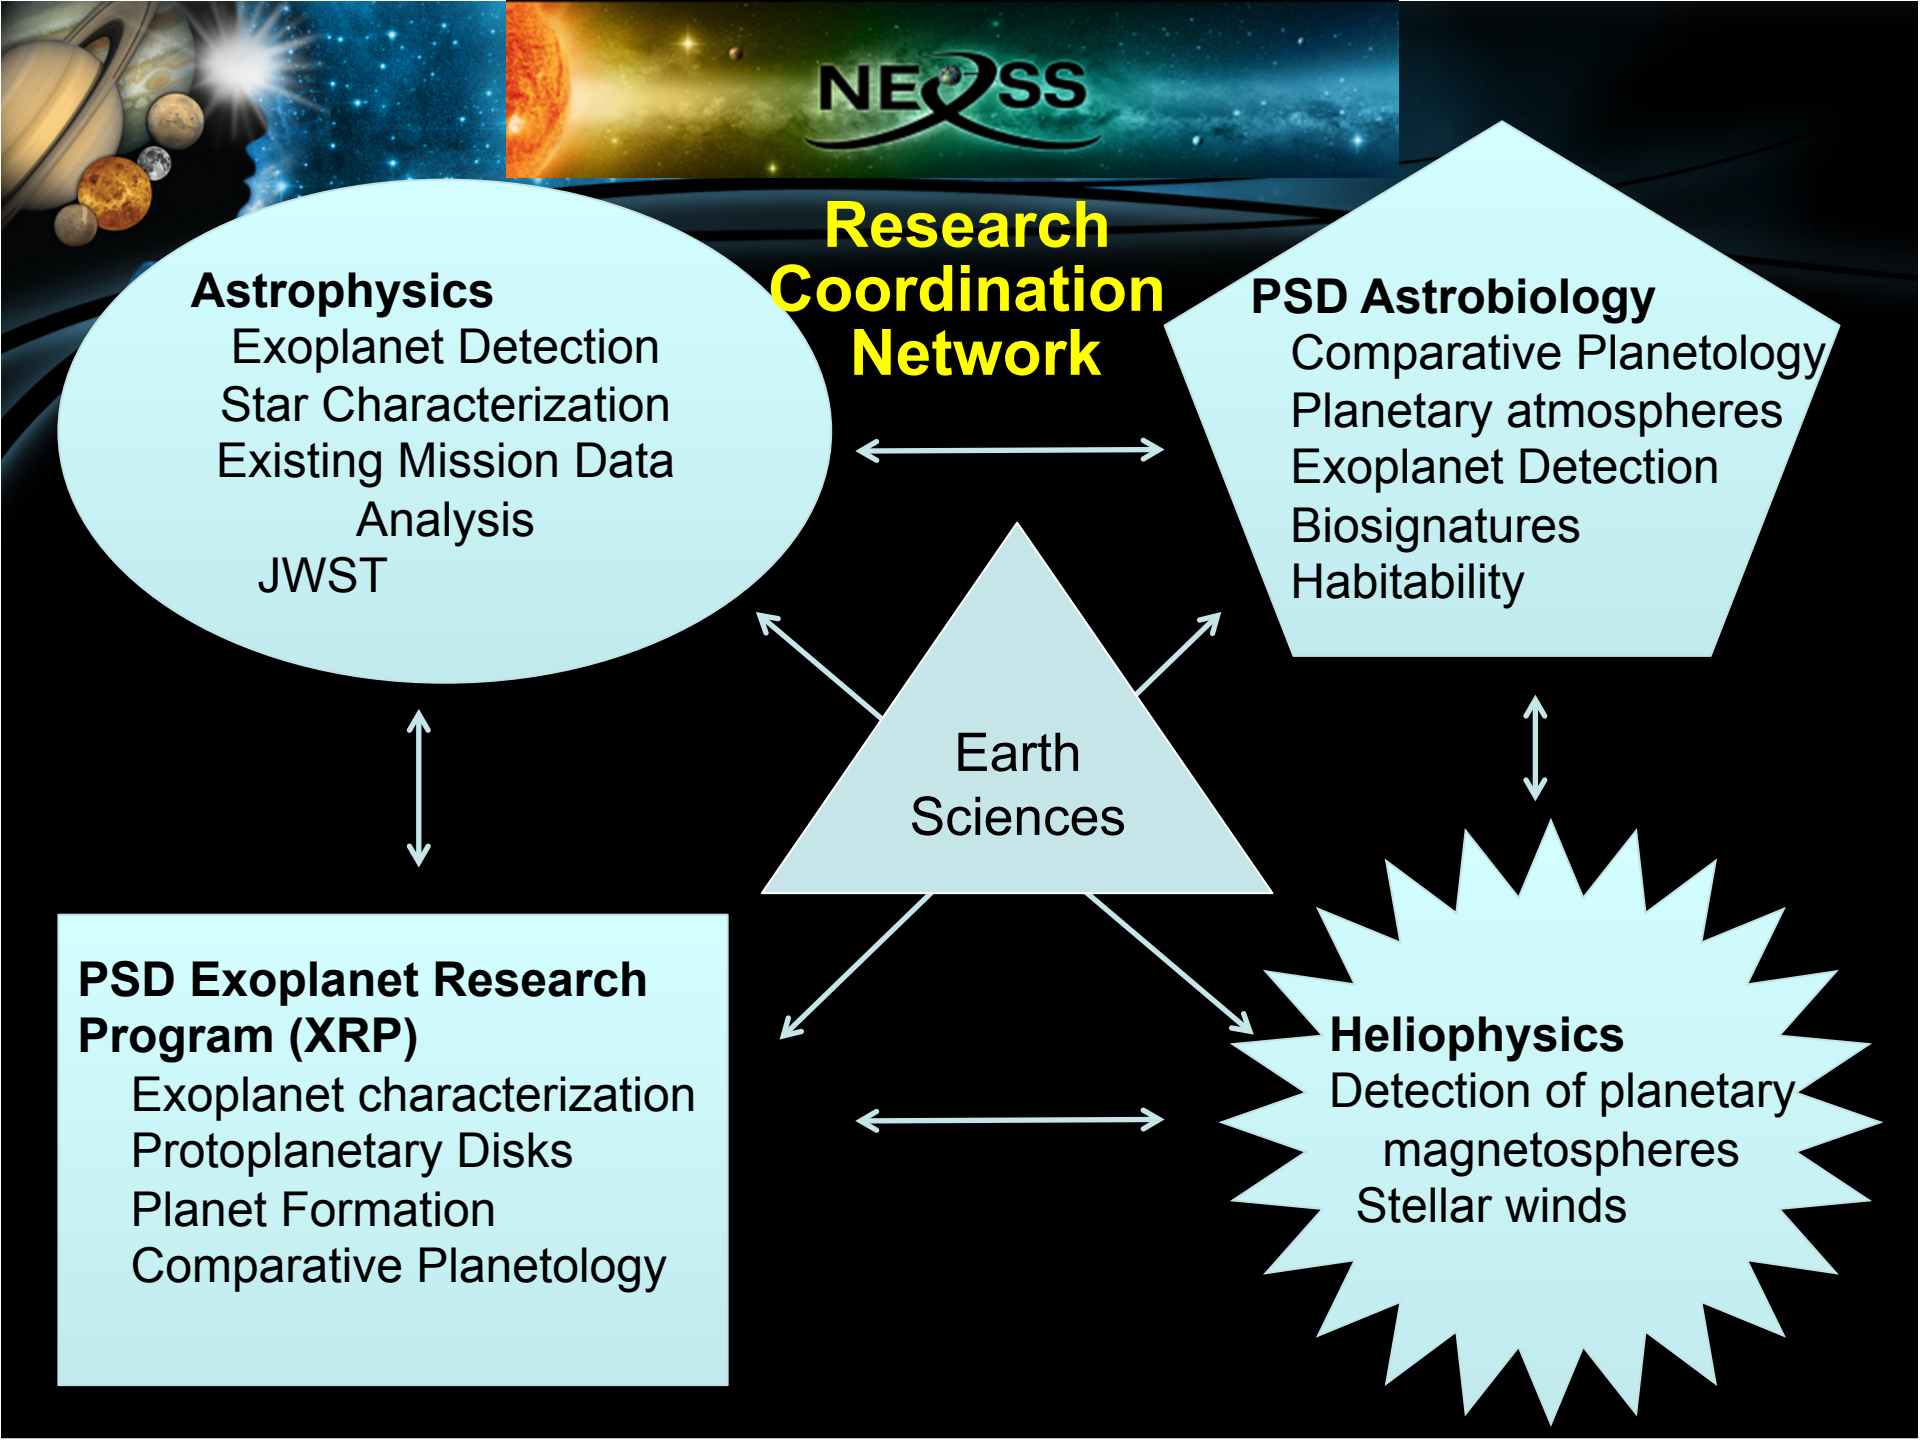 NExSS
Research
Coordination
Network
Astrophysics
Exoplanet Detection
Star Characterization
Existing Mission Data
Analysis
JWST
PSD Astrobiology
Comparative Planetology
Planetary atmospheres
Exoplanet Detection
Biosignatures
Habitability
Earth
Sciences
PSD Exoplanet Research
Program (XRP)
Exoplanet characterization
Protoplanetary Disks
Planet Formation
Comparative Planetology
Heliophysics
Detection of planetary
magnetospheres
Stellar winds